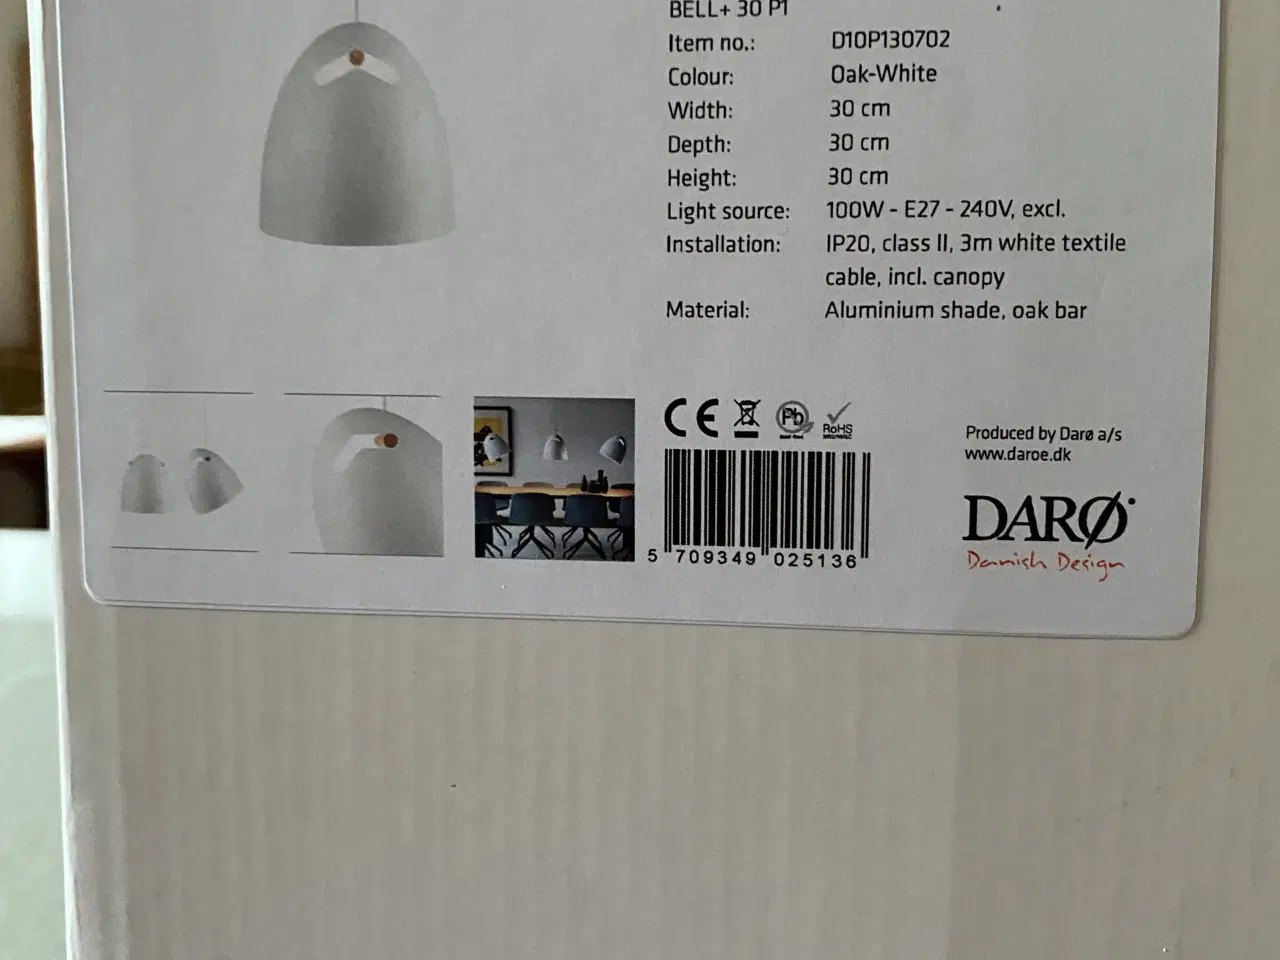 BELL+ 30 P1
Item no.: D10P130702
Colour: Oak-White
Width: 30 cm
Depth: 30 cm
Height: 30 cm
Light source: 100W - E27 - 240V, excl.
Installation: IP20, class II, 3m white textile
cable, incl. canopy
Material: Aluminium shade, oak bar
CE
Pb
RoHS
5 709349 025136
Produced by Darø a/s
www.daroe.dk
DARØ
Danish Design